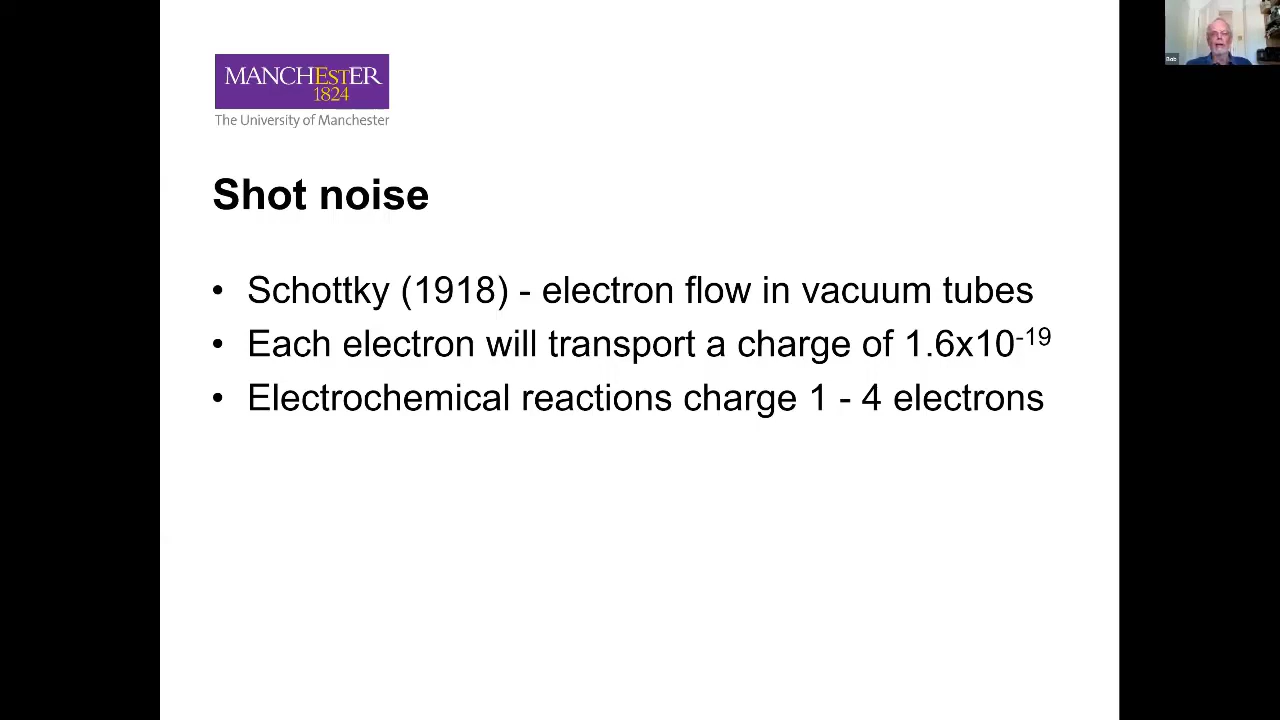 MANCHESTER
1824
The University of Manchester
Bob
Shot noise
• Schottky (1918) - electron flow in vacuum tubes
• Each electron will transport a charge of 1.6x10⁻¹⁹
• Electrochemical reactions charge 1 - 4 electrons